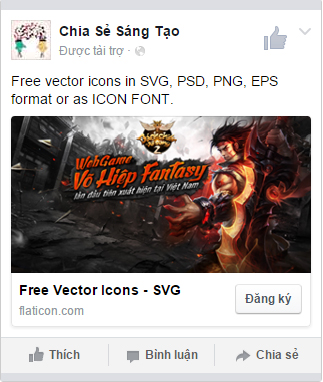 Chia Sẻ Sáng Tạo
Được tài trợ ·
Free vector icons in SVG, PSD, PNG, EPS
format or as ICON FONT.
WebGame
Võ Hiệp Fantasy
lần đầu tiên xuất hiện tại Việt Nam
Free Vector Icons - SVG
flaticon.com
Đăng ký
Thích
Bình luận
Chia sẻ